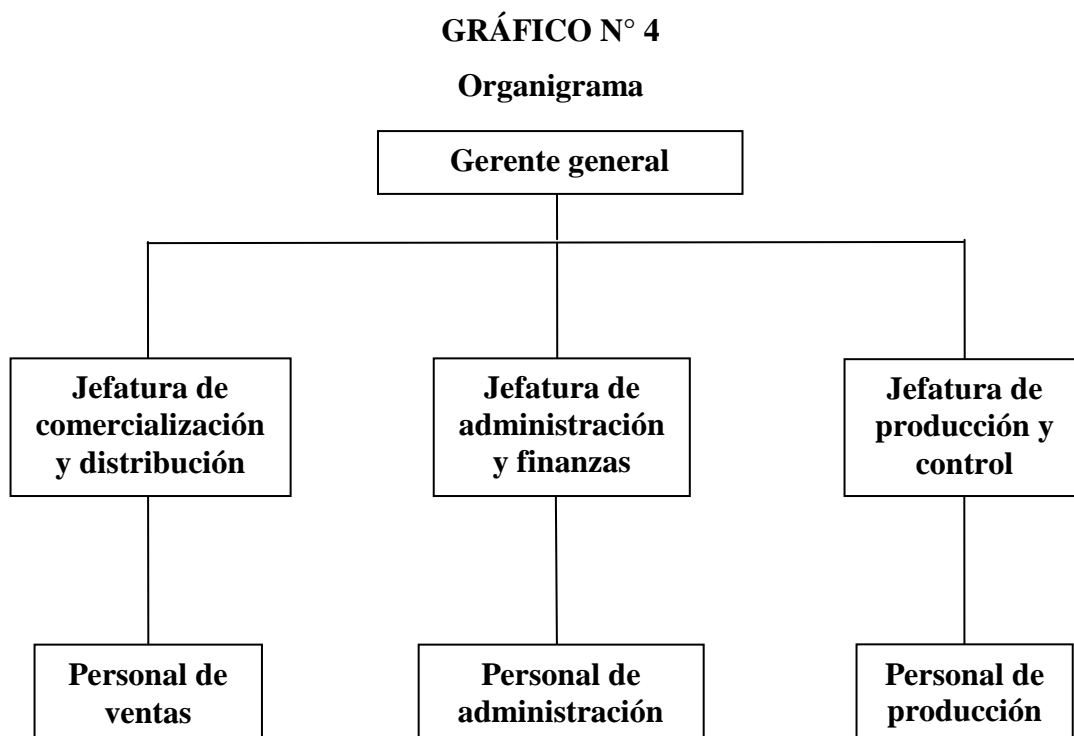 GRÁFICO N° 4
Organigrama
Gerente general
Jefatura de
comercialización
y distribución
Jefatura de
administración
y finanzas
Jefatura de
producción y
control
Personal de
ventas
Personal de
administración
Personal de
producción